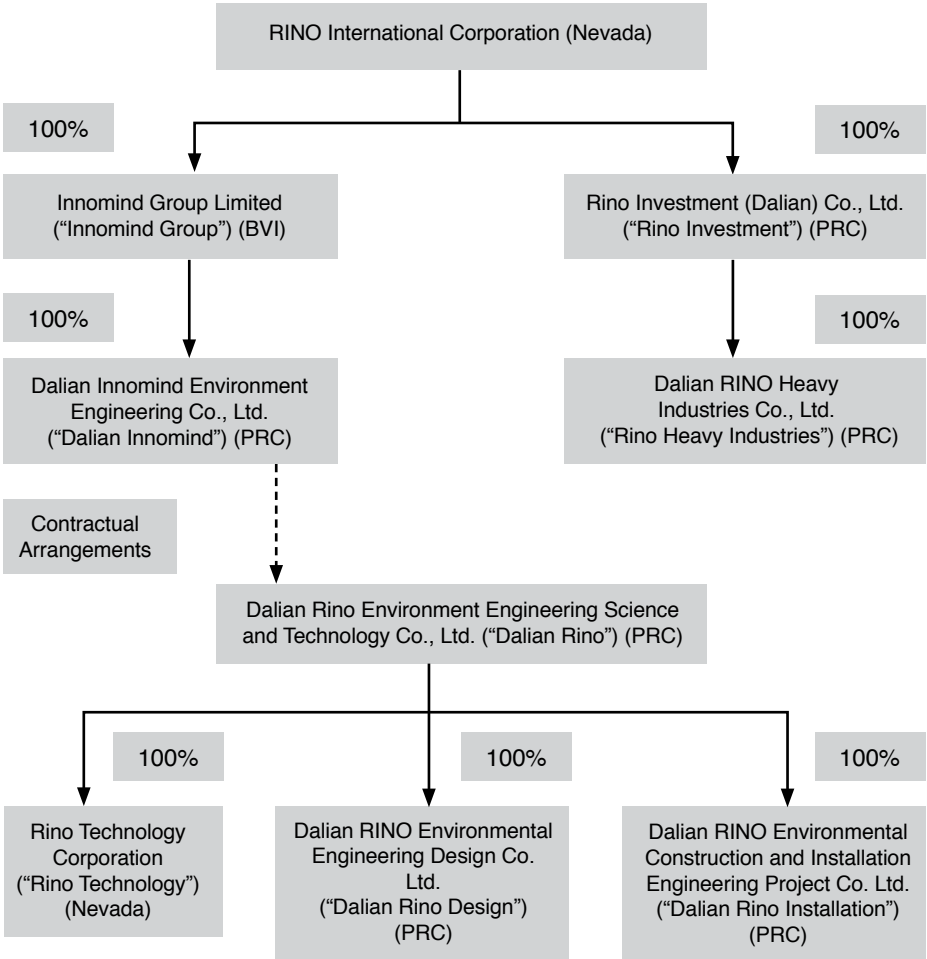 RINO International Corporation (Nevada)
100%
100%
Innomind Group Limited
(“Innomind Group”) (BVI)
Rino Investment (Dalian) Co., Ltd.
(“Rino Investment”) (PRC)
100%
100%
Dalian Innomind Environment
Engineering Co., Ltd.
(“Dalian Innomind”) (PRC)
Dalian RINO Heavy
Industries Co., Ltd.
(“Rino Heavy Industries”) (PRC)
Contractual
Arrangements
Dalian Rino Environment Engineering Science
and Technology Co., Ltd. (“Dalian Rino”) (PRC)
100%
100%
100%
Rino Technology
Corporation
(“Rino Technology”)
(Nevada)
Dalian RINO Environmental
Engineering Design Co.
Ltd.
(“Dalian Rino Design”)
(PRC)
Dalian RINO Environmental
Construction and Installation
Engineering Project Co. Ltd.
(“Dalian Rino Installation”)
(PRC)